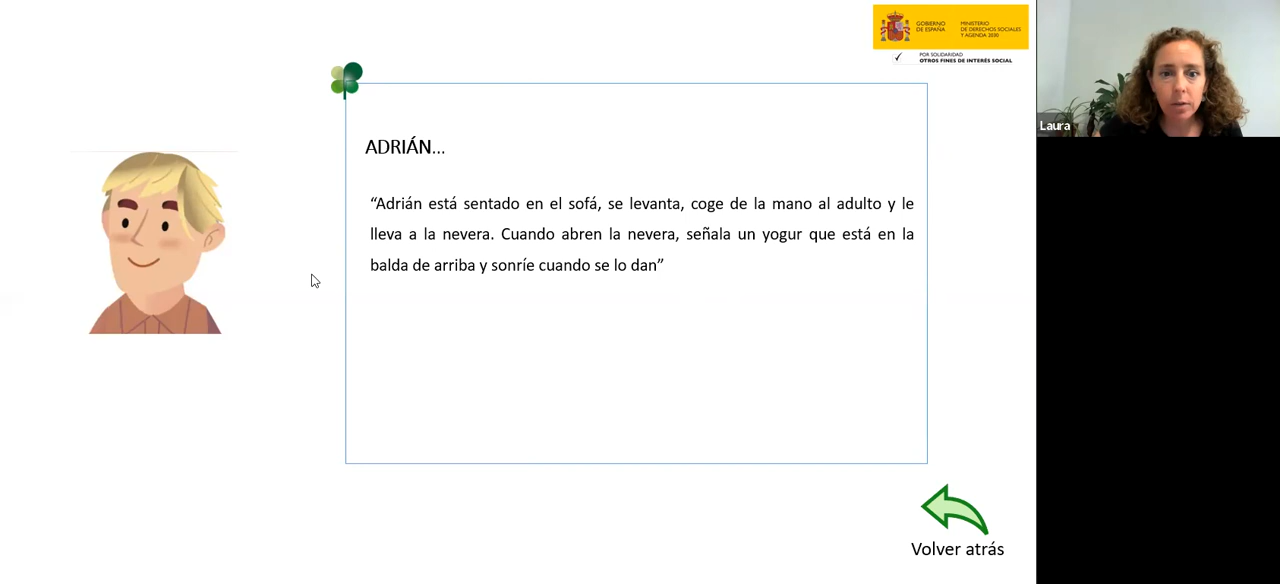 GOBIERNO
DE ESPAÑA
MINISTERIO
DE DERECHOS SOCIALES
Y AGENDA 2030
POR SOLIDARIDAD
OTROS FINES DE INTERÉS SOCIAL
Laura
ADRIÁN...
“Adrián está sentado en el sofá, se levanta, coge de la mano al adulto y le
lleva a la nevera. Cuando abren la nevera, señala un yogur que está en la
balda de arriba y sonríe cuando se lo dan”
Volver atrás